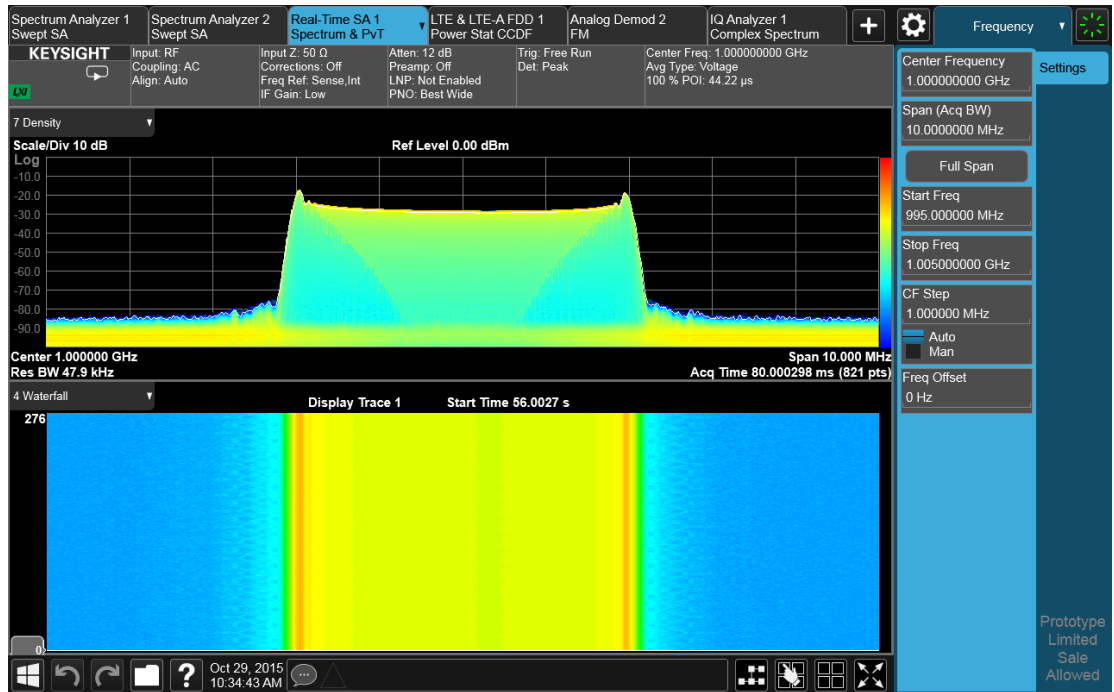 Spectrum Analyzer 1
Swept SA
Spectrum Analyzer 2
Swept SA
Real-Time SA 1
Spectrum & PvT
LTE & LTE-A FDD 1
Power Stat CCDF
Analog Demod 2
FM
IQ Analyzer 1
Complex Spectrum
Frequency
KEYSIGHT
LXI
Input: RF
Coupling: AC
Align: Auto
Input Z: 50 Ω
Corrections: Off
Freq Ref: Sense,Int
IF Gain: Low
Atten: 12 dB
Preamp: Off
LNP: Not Enabled
PNO: Best Wide
Trig: Free Run
Det: Peak
Center Freq: 1.000000000 GHz
Avg Type: Voltage
100 % POI: 44.22 µs
7 Density
Scale/Div 10 dB
Ref Level 0.00 dBm
Log
-10.0
-20.0
-30.0
-40.0
-50.0
-60.0
-70.0
-80.0
-90.0
Center 1.000000 GHz
Span 10.000 MHz
Res BW 47.9 kHz
Acq Time 80.000298 ms (821 pts)
4 Waterfall
Display Trace 1
Start Time 56.0027 s
276
0
Oct 29, 2015
10:34:43 AM
Center Frequency
1.000000000 GHz
Span (Acq BW)
10.0000000 MHz
Full Span
Start Freq
995.000000 MHz
Stop Freq
1.005000000 GHz
CF Step
1.000000 MHz
Auto
Man
Freq Offset
0 Hz
Settings
Prototype
Limited
Sale
Allowed